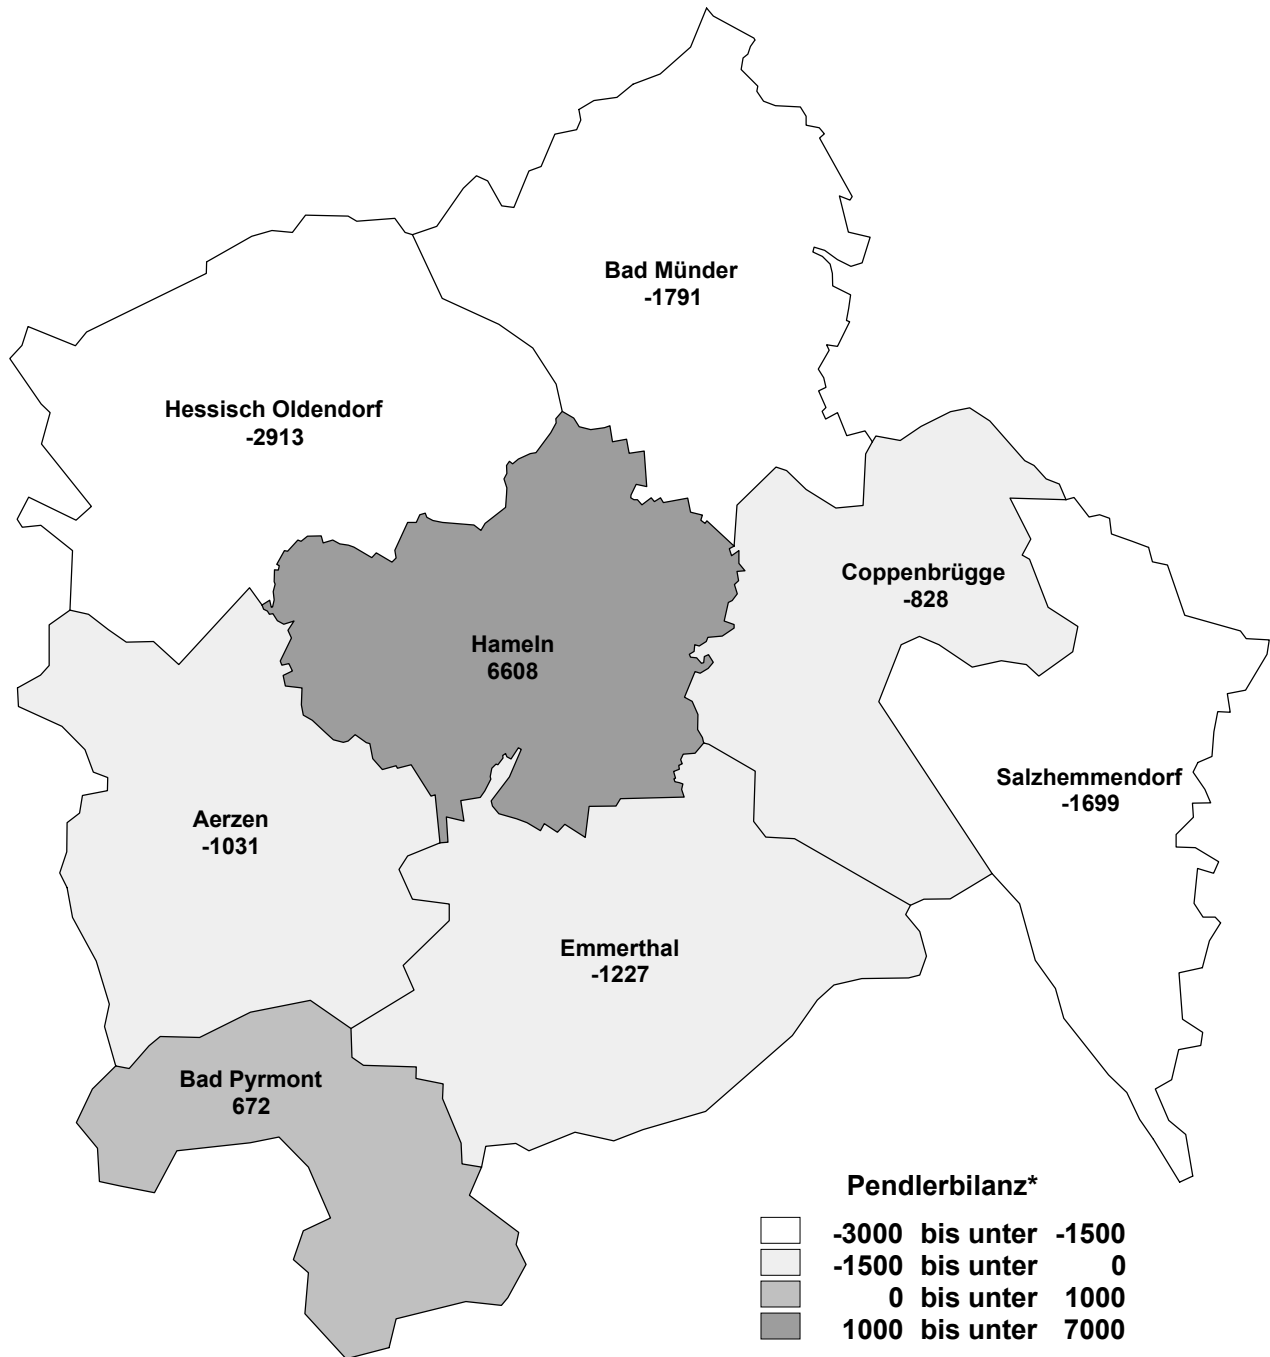 Bad Münder
-1791
Hessisch Oldendorf
-2913
Coppenbrügge
-828
Hameln
6608
Salzhemmendorf
-1699
Aerzen
-1031
Emmerthal
-1227
Bad Pyrmont
672
Pendlerbilanz*
-3000 bis unter -1500
-1500 bis unter 0
0 bis unter 1000
1000 bis unter 7000